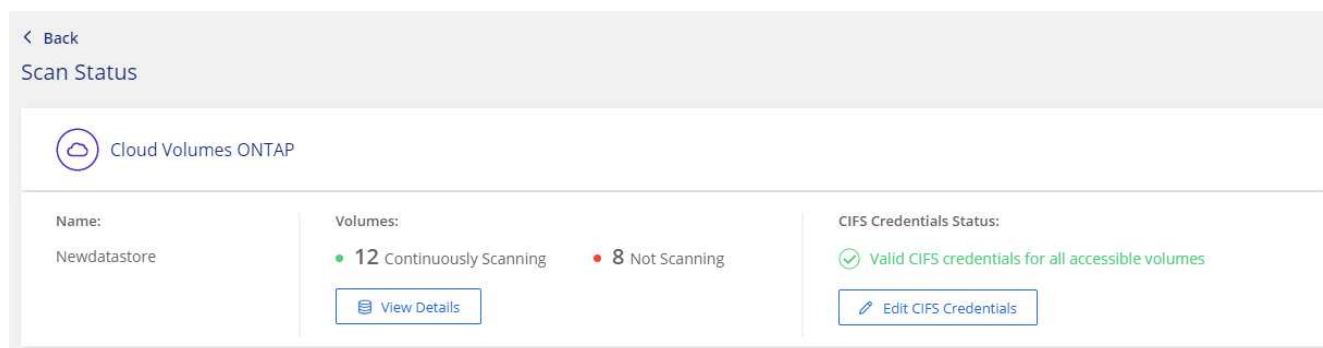 Back
Scan Status
Cloud Volumes ONTAP
Name:
Newdatastore
Volumes:
12 Continuously Scanning
8 Not Scanning
View Details
CIFS Credentials Status:
Valid CIFS credentials for all accessible volumes
Edit CIFS Credentials